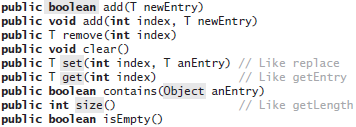 public boolean add(T newEntry)
public void add(int index, T newEntry)
public T remove(int index)
public void clear()
public T set(int index, T anEntry) // Like replace
public T get(int index) // Like getEntry
public boolean contains(Object anEntry)
public int size() // Like getLength
public boolean isEmpty()